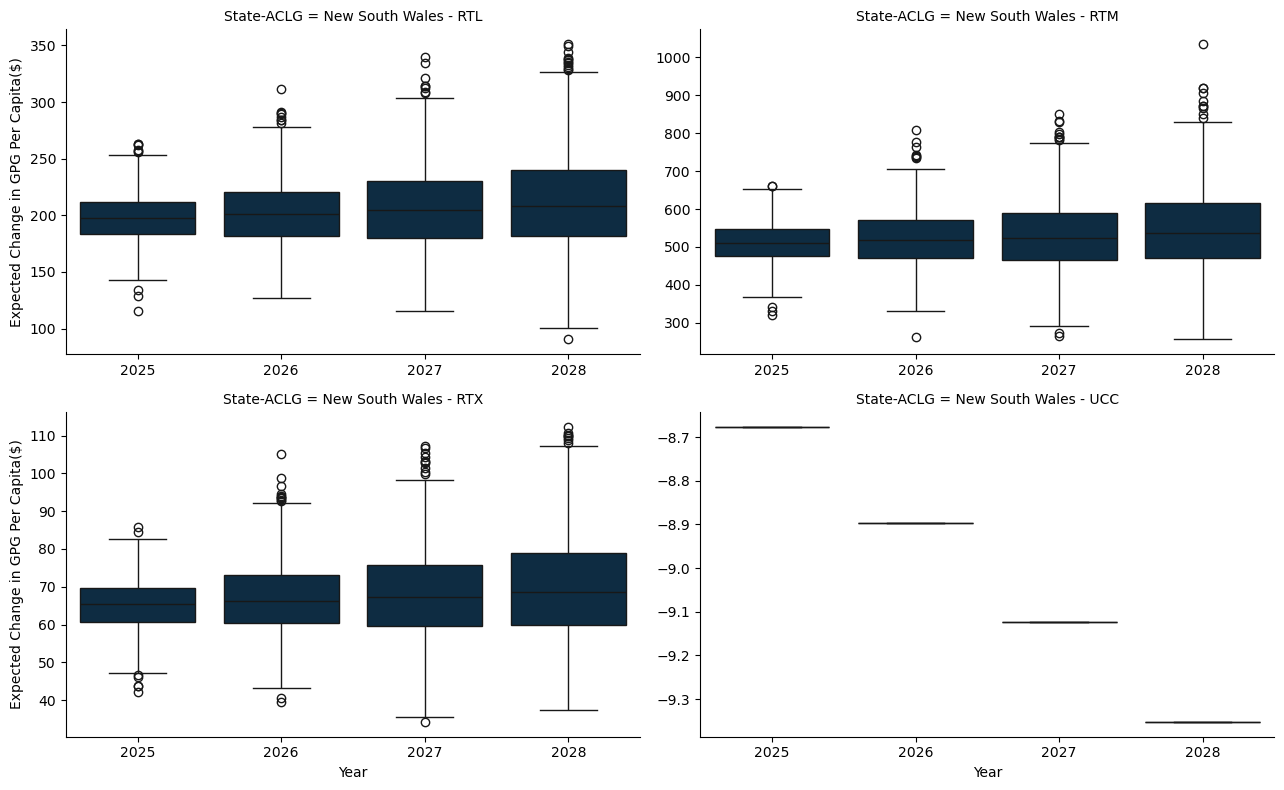 State-ACLG = New South Wales - RTL
Expected Change in GPG Per Capita($)
350
300
250
200
150
100
2025 2026 2027 2028
State-ACLG = New South Wales - RTM
1000
900
800
700
600
500
400
300
2025 2026 2027 2028
State-ACLG = New South Wales - RTX
Expected Change in GPG Per Capita($)
110
100
90
80
70
60
50
40
2025 2026 2027 2028
Year
State-ACLG = New South Wales - UCC
−8.7
−8.8
−8.9
−9.0
−9.1
−9.2
−9.3
2025 2026 2027 2028
Year